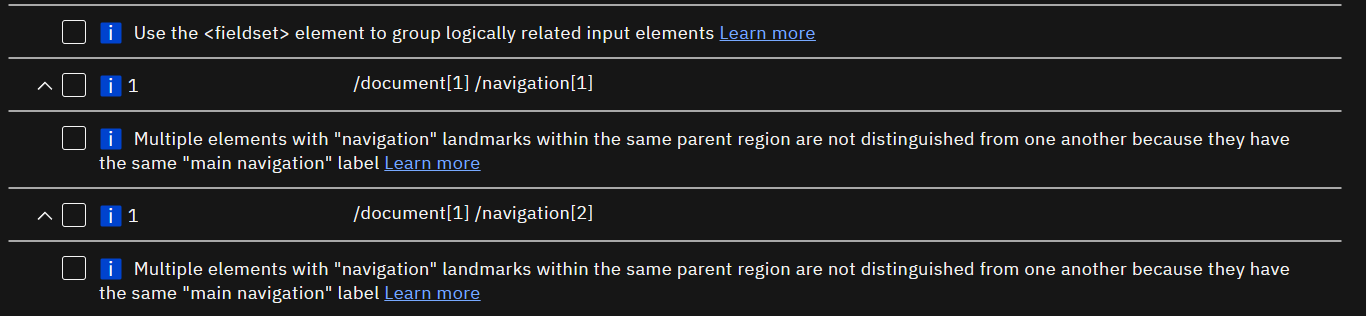 i Use the <fieldset> element to group logically related input elements Learn more
i 1 /document[1] /navigation[1]
i Multiple elements with "navigation" landmarks within the same parent region are not distinguished from one another because they have
the same "main navigation" label Learn more
i 1 /document[1] /navigation[2]
i Multiple elements with "navigation" landmarks within the same parent region are not distinguished from one another because they have
the same "main navigation" label Learn more